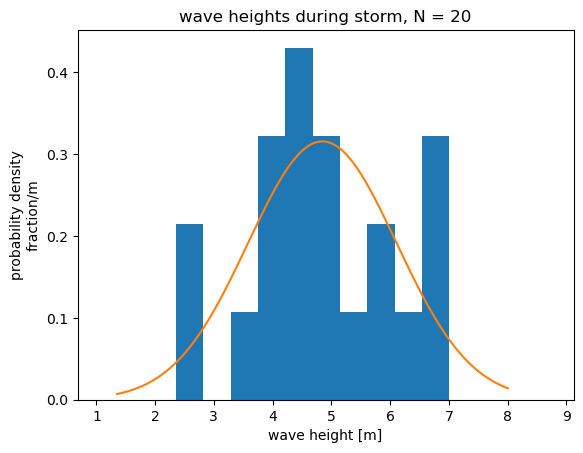 wave heights during storm, N = 20
probability density
fraction/m
0.4
0.3
0.2
0.1
0.0
1 2 3 4 5 6 7 8 9
wave height [m]